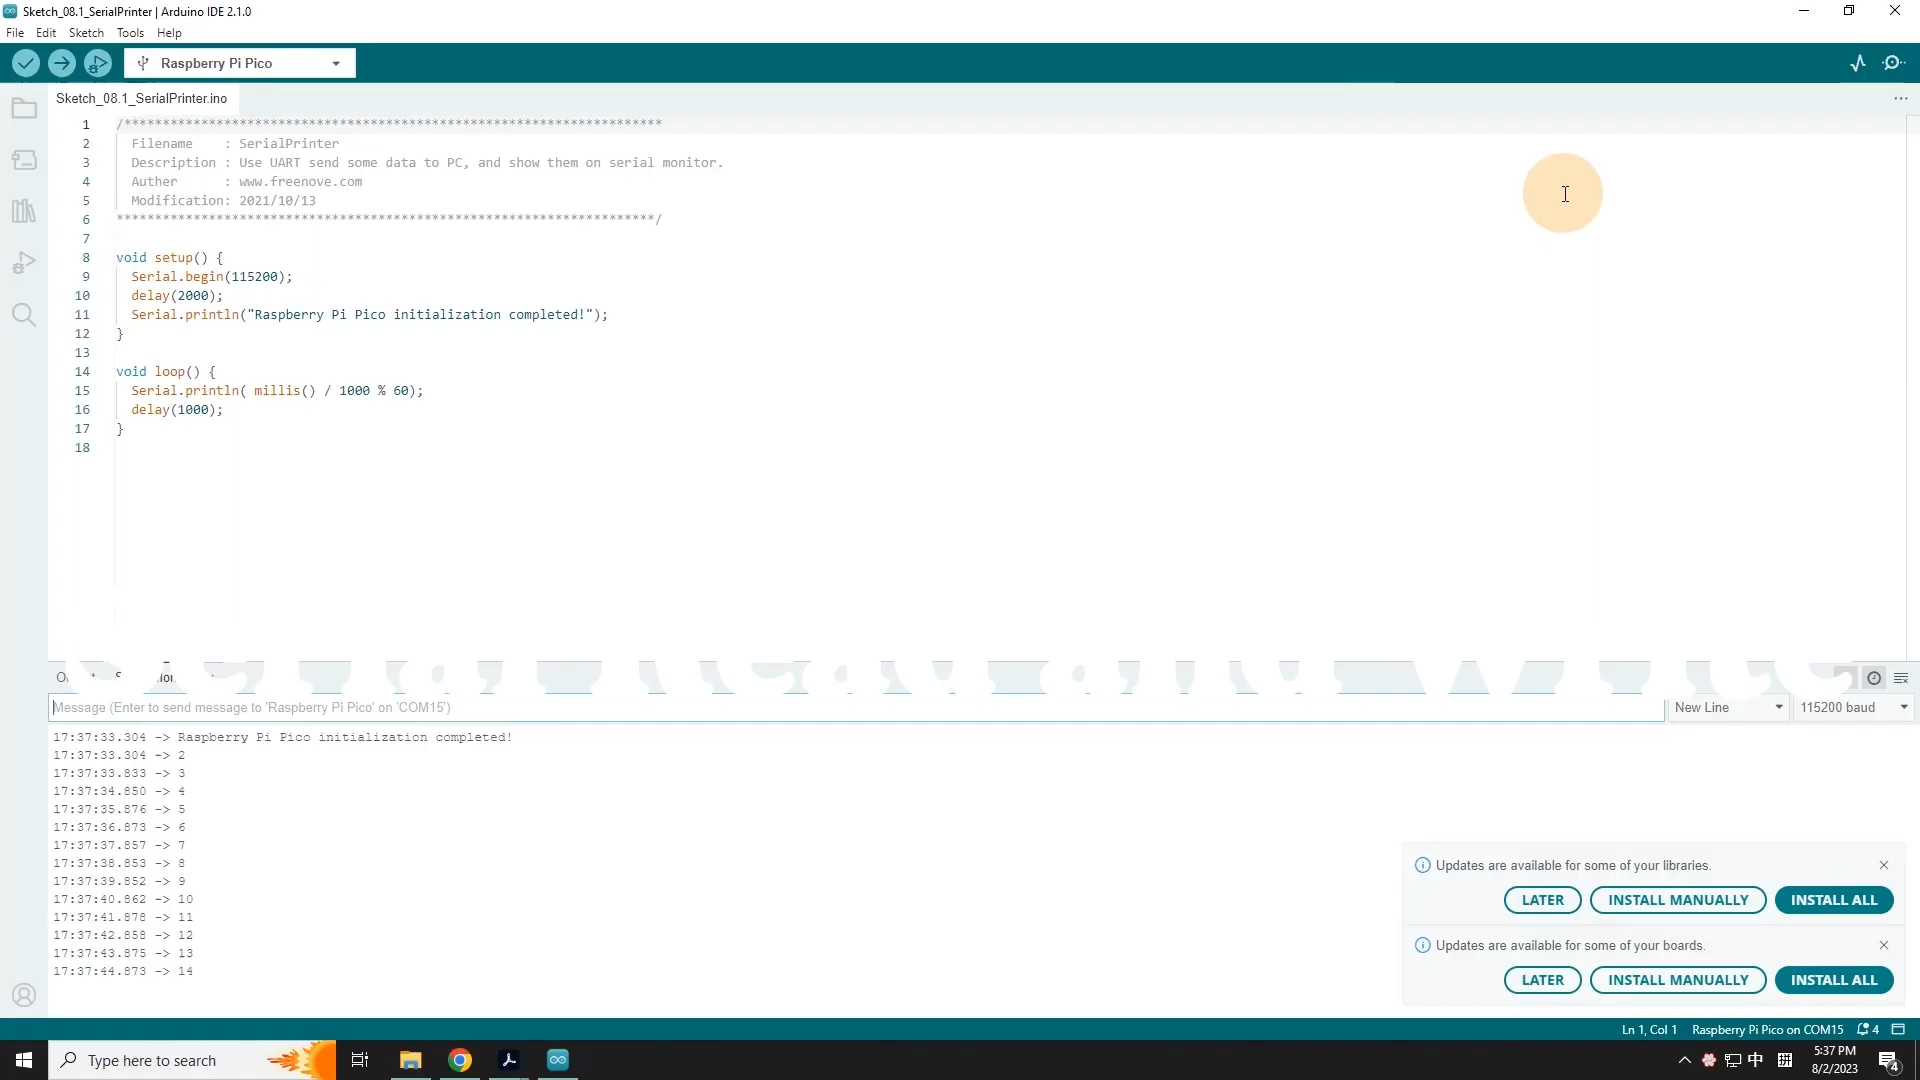 Sketch_08.1_SerialPrinter | Arduino IDE 2.1.0
File Edit Sketch Tools Help
Raspberry Pi Pico
Sketch_08.1_SerialPrinter.ino
1 /**********************************************************************
2 Filename    : SerialPrinter
3 Description : Use UART send some data to PC, and show them on serial monitor.
4 Auther      : www.freenove.com
5 Modification: 2021/10/13
6 **********************************************************************/
7
8 void setup() {
9 Serial.begin(115200);
10 delay(2000);
11 Serial.println("Raspberry Pi Pico initialization completed!");
12 }
13
14 void loop() {
15 Serial.println( millis() / 1000 % 60);
16 delay(1000);
17 }
18
Message (Enter to send message to 'Raspberry Pi Pico' on 'COM15')
New Line
115200 baud
17:37:33.304 -> Raspberry Pi Pico initialization completed!
17:37:33.304 -> 2
17:37:33.833 -> 3
17:37:34.850 -> 4
17:37:35.876 -> 5
17:37:36.873 -> 6
17:37:37.857 -> 7
17:37:38.853 -> 8
17:37:39.852 -> 9
17:37:40.862 -> 10
17:37:41.878 -> 11
17:37:42.858 -> 12
17:37:43.875 -> 13
17:37:44.873 -> 14
Updates are available for some of your libraries.
LATER INSTALL MANUALLY INSTALL ALL
Updates are available for some of your boards.
LATER INSTALL MANUALLY INSTALL ALL
Ln 1, Col 1 Raspberry Pi Pico on COM15 4
Type here to search
中 拼
5:37 PM
8/2/2023
4